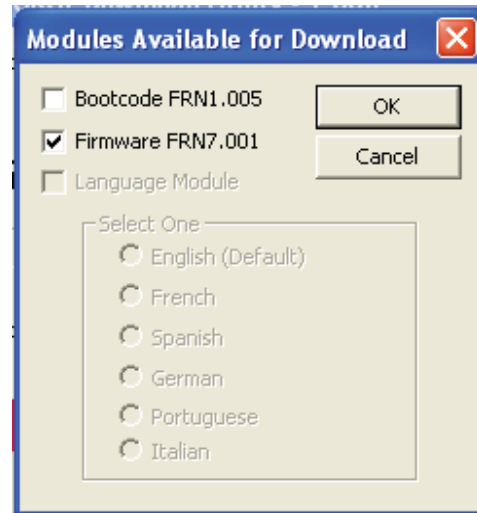 Modules Available for Download
Bootcode FRN1.005
OK
Firmware FRN7.001
Cancel
Language Module
Select One
English (Default)
French
Spanish
German
Portuguese
Italian